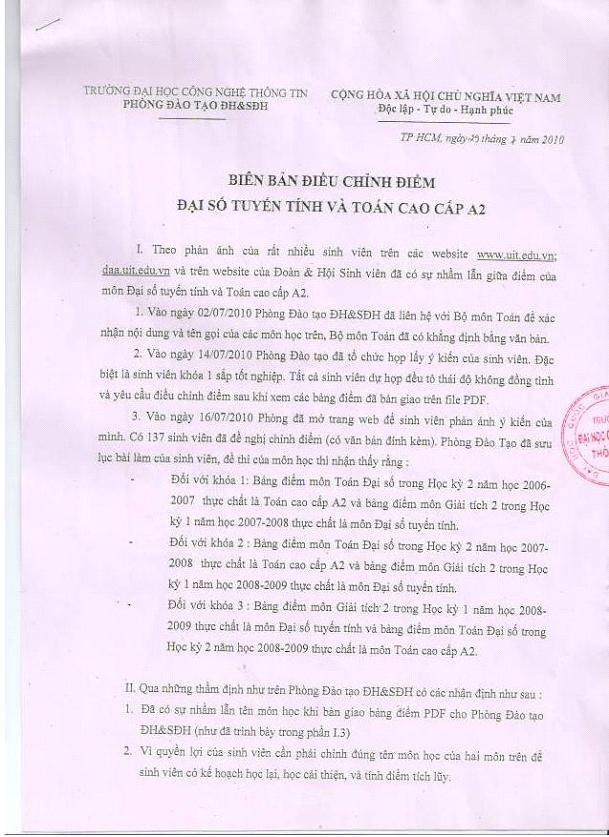 TRƯỜNG ĐẠI HỌC CÔNG NGHỆ THÔNG TIN
PHÒNG ĐÀO TẠO ĐH&SĐH
CỘNG HÒA XÃ HỘI CHỦ NGHĨA VIỆT NAM
Độc lập - Tự do - Hạnh phúc
TP HCM, ngày tháng 7 năm 2010
BIÊN BẢN ĐIỀU CHỈNH ĐIỂM
ĐẠI SỐ TUYẾN TÍNH VÀ TOÁN CAO CẤP A2
I. Theo phản ánh của rất nhiều sinh viên trên các website www.uit.edu.vn;
daa.uit.edu.vn và trên website của Đoàn & Hội Sinh viên đã có sự nhầm lẫn giữa điểm của
môn Đại số tuyến tính và Toán cao cấp A2.
1. Vào ngày 02/07/2010 Phòng Đào tạo ĐH&SĐH đã liên hệ với Bộ môn Toán để xác
nhận nội dung và tên gọi của các môn học trên, Bộ môn Toán đã có khẳng định bằng văn bản.
2. Vào ngày 14/07/2010 Phòng Đào tạo đã tổ chức họp lấy ý kiến của sinh viên. Đặc
biệt là sinh viên khóa 1 sắp tốt nghiệp. Tất cả sinh viên dự họp đều tỏ thái độ không đồng tình
và yêu cầu điều chỉnh điểm sau khi xem các bảng điểm đã bàn giao trên file PDF.
3. Vào ngày 16/07/2010 Phòng đã mở trang web để sinh viên phản ánh ý kiến của
mình. Có 137 sinh viên đã đề nghị chỉnh điểm (có văn bản đính kèm). Phòng Đào Tạo đã sưu
lục bài làm của sinh viên, đề thi của môn học thì nhận thấy rằng :
- Đối với khóa 1: Bảng điểm môn Toán Đại số trong Học kỳ 2 năm học 2006-
2007 thực chất là Toán cao cấp A2 và bảng điểm môn Giải tích 2 trong Học
kỳ 1 năm học 2007-2008 thực chất là môn Đại số tuyến tính.
- Đối với khóa 2 : Bảng điểm môn Toán Đại số trong Học kỳ 2 năm học 2007-
2008 thực chất là Toán cao cấp A2 và bảng điểm môn Giải tích 2 trong Học
kỳ 1 năm học 2008-2009 thực chất là môn Đại số tuyến tính.
- Đối với khóa 3 : Bảng điểm môn Giải tích 2 trong Học kỳ 1 năm học 2008-
2009 thực chất là môn Đại số tuyến tính và bảng điểm môn Toán Đại số trong
Học kỳ 2 năm học 2008-2009 thực chất là môn Toán cao cấp A2.
II. Qua những thẩm định như trên Phòng Đào tạo ĐH&SĐH có các nhận định như sau :
1. Đã có sự nhầm lẫn tên môn học khi bàn giao bảng điểm PDF cho Phòng Đào tạo
ĐH&SĐH (như đã trình bày trong phần I.3)
2. Vì quyền lợi của sinh viên cần phải chỉnh đúng tên môn học của hai môn trên để
sinh viên có kế hoạch học lại, học cải thiện, và tính điểm tích lũy.